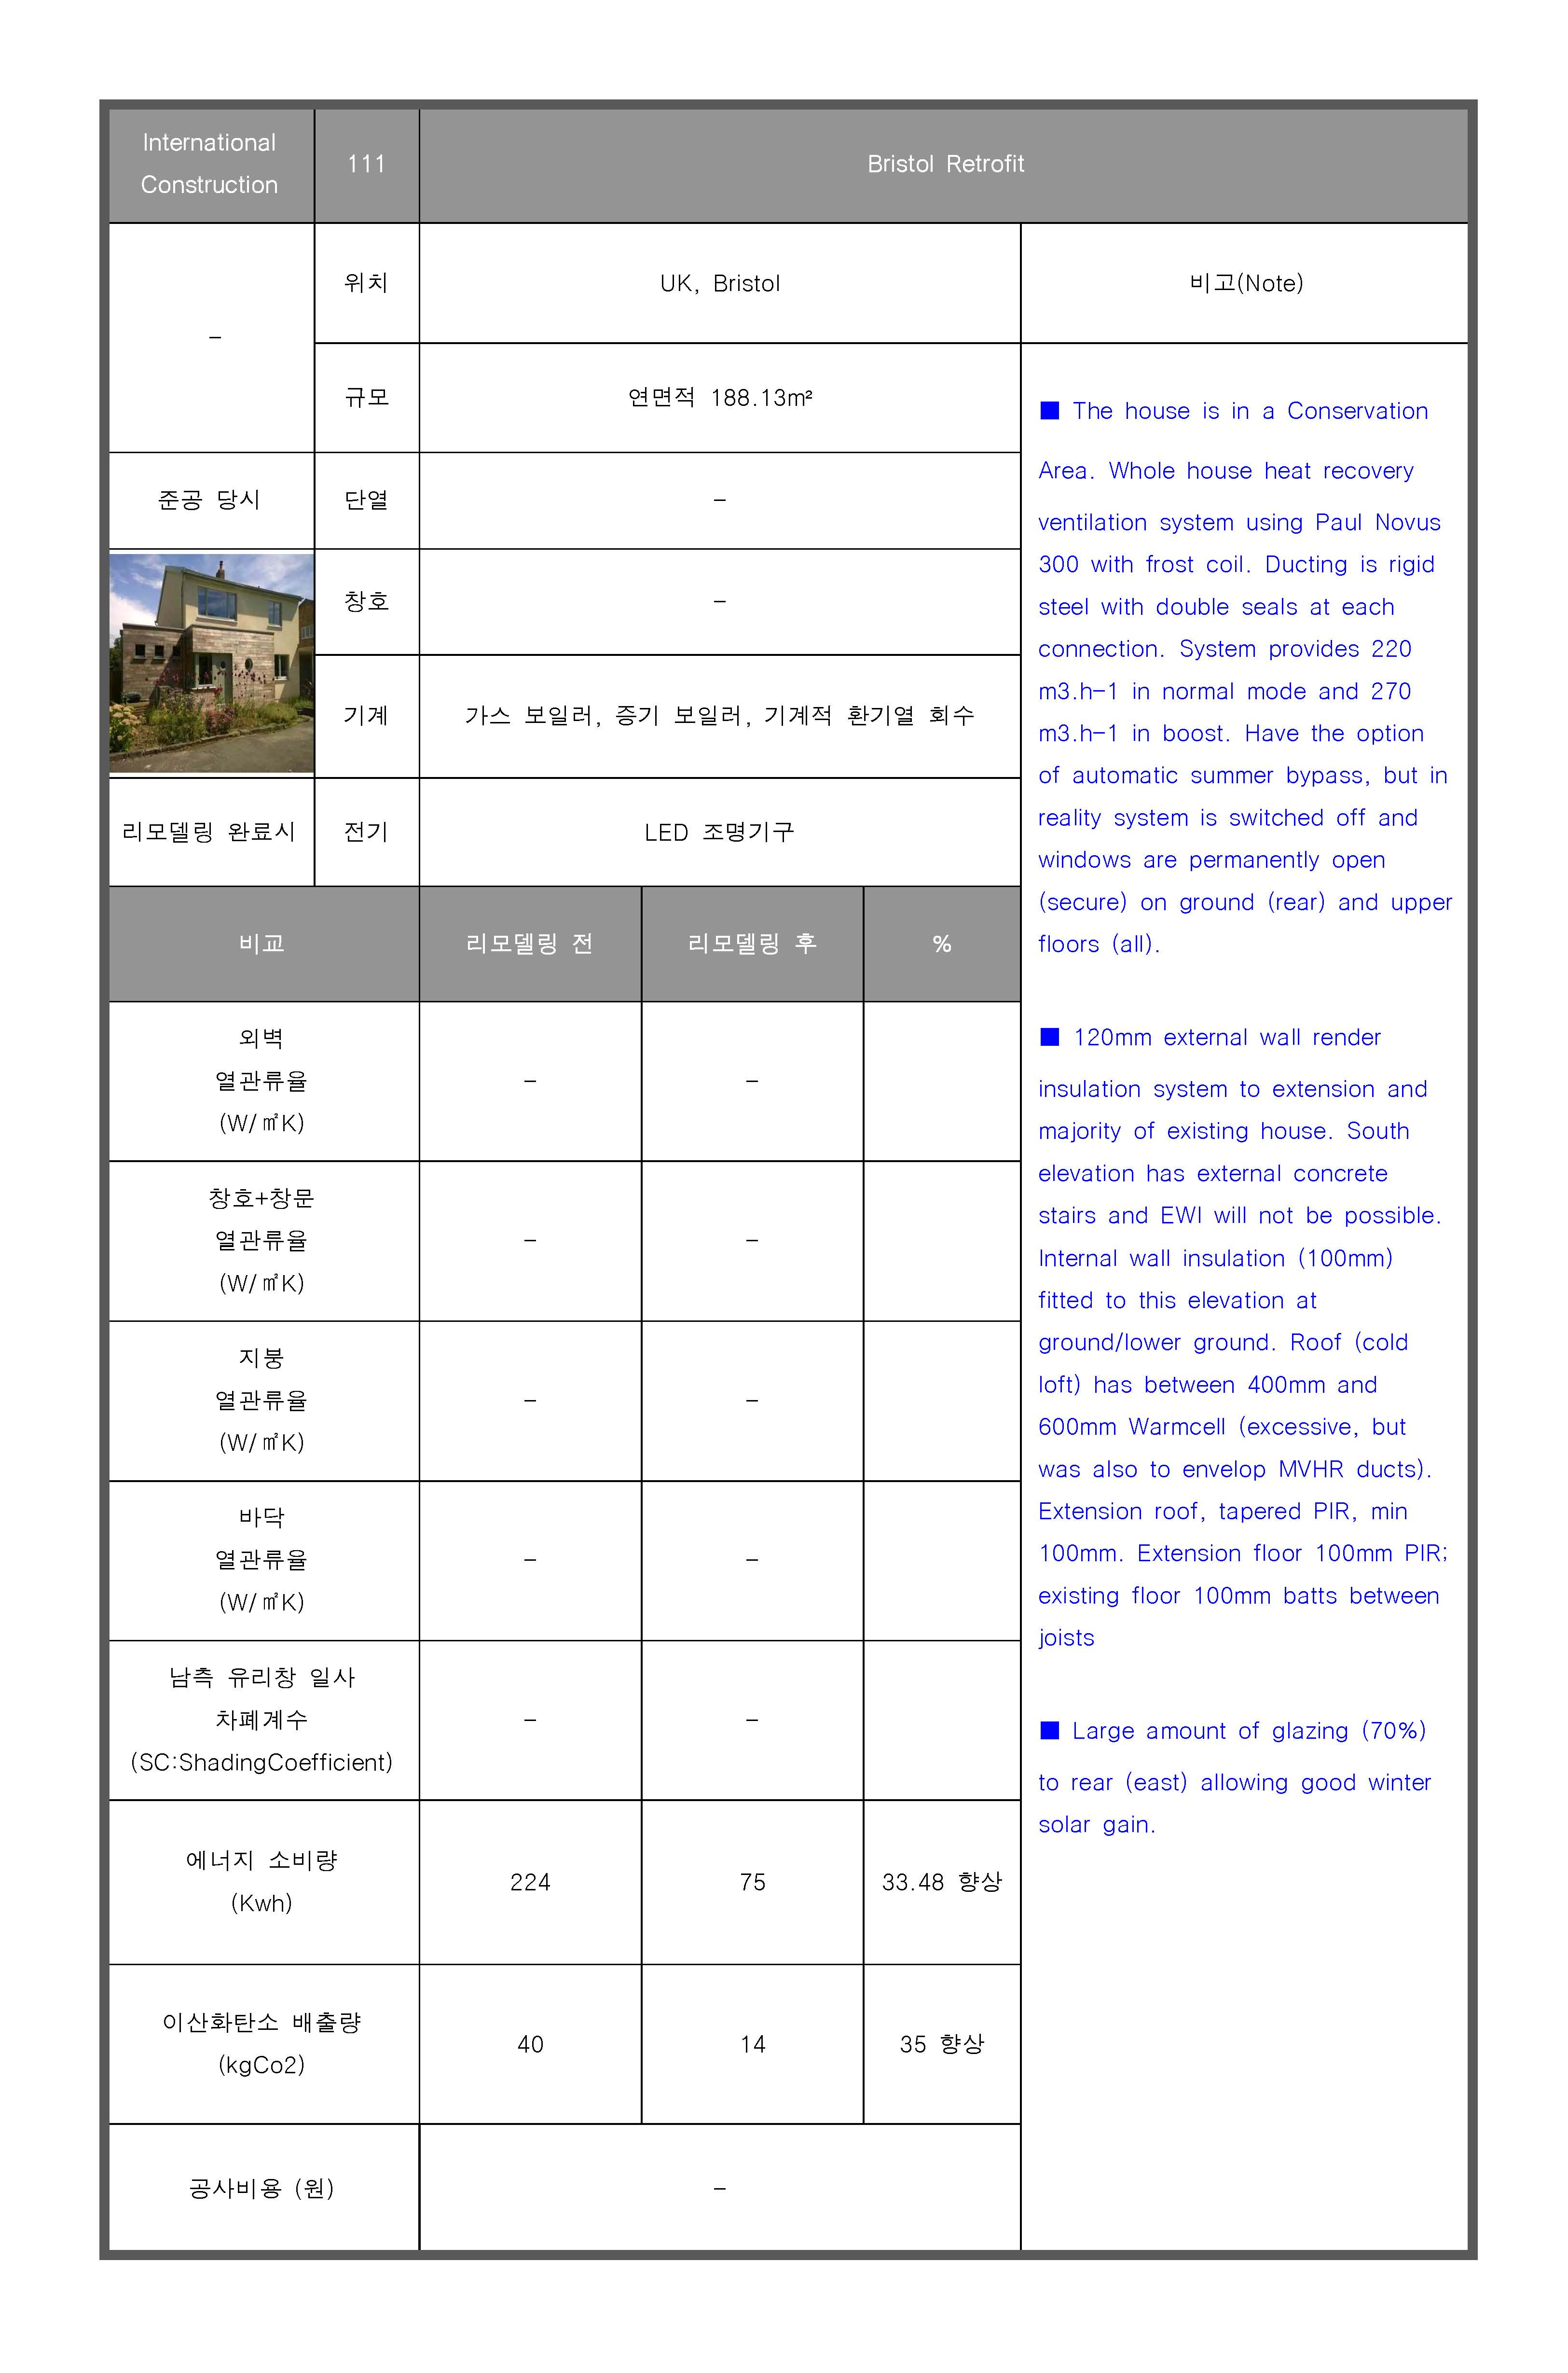 International
Construction
111
Bristol Retrofit
-
위치
UK, Bristol
비고(Note)
규모
연면적 188.13m²
준공 당시
단열
-
창호
-
기계
가스 보일러, 증기 보일러, 기계적 환기열 회수
리모델링 완료시
전기
LED 조명기구
■ The house is in a Conservation
Area. Whole house heat recovery
ventilation system using Paul Novus
300 with frost coil. Ducting is rigid
steel with double seals at each
connection. System provides 220
m3.h-1 in normal mode and 270
m3.h-1 in boost. Have the option
of automatic summer bypass, but in
reality system is switched off and
windows are permanently open
(secure) on ground (rear) and upper
floors (all).
■ 120mm external wall render
insulation system to extension and
majority of existing house. South
elevation has external concrete
stairs and EWI will not be possible.
Internal wall insulation (100mm)
fitted to this elevation at
ground/lower ground. Roof (cold
loft) has between 400mm and
600mm Warmcell (excessive, but
was also to envelop MVHR ducts).
Extension roof, tapered PIR, min
100mm. Extension floor 100mm PIR;
existing floor 100mm batts between
joists
■ Large amount of glazing (70%)
to rear (east) allowing good winter
solar gain.
비교
리모델링 전
리모델링 후
%
외벽
열관류율
(W/㎡K)
-
-
창호+창문
열관류율
(W/㎡K)
-
-
지붕
열관류율
(W/㎡K)
-
-
바닥
열관류율
(W/㎡K)
-
-
남측 유리창 일사
차폐계수
(SC:ShadingCoefficient)
-
-
에너지 소비량
(Kwh)
224
75
33.48 향상
이산화탄소 배출량
(kgCo2)
40
14
35 향상
공사비용 (원)
-